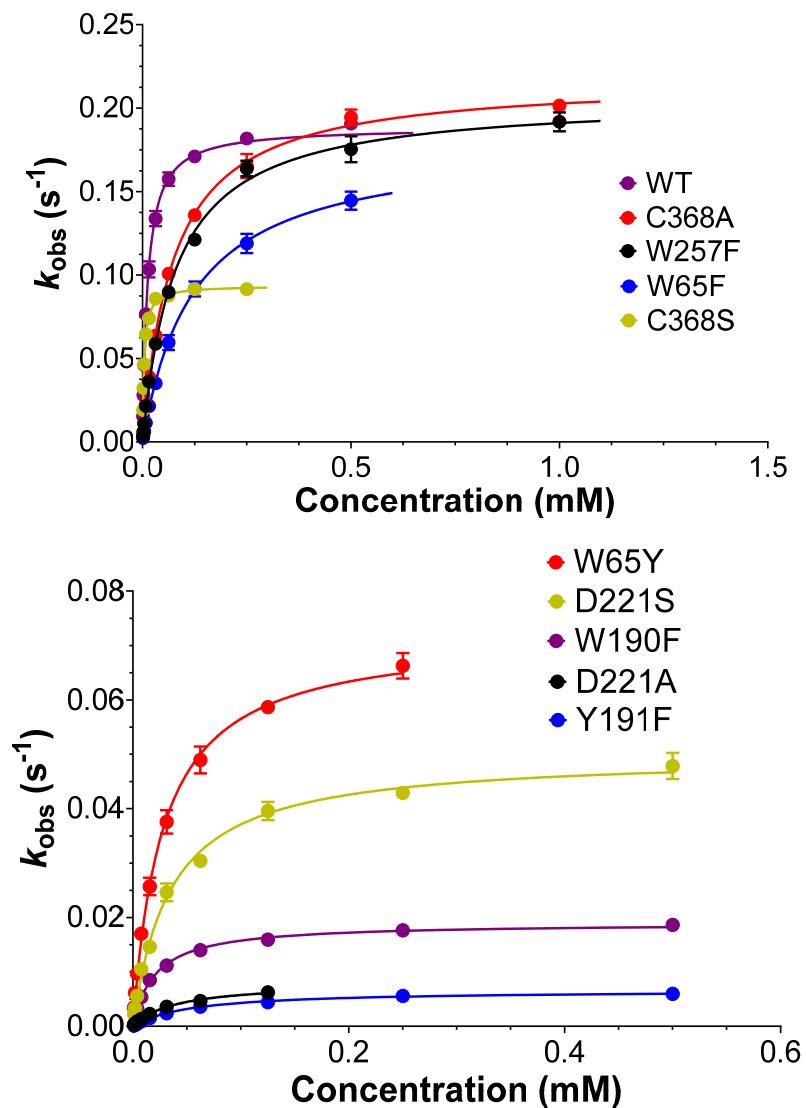 0.25
0.20
0.15
0.10
0.05
0.00
k_obs (s⁻¹)
0.0 0.5 1.0 1.5
Concentration (mM)
WT
C368A
W257F
W65F
C368S
0.08
0.06
0.04
0.02
0.00
k_obs (s⁻¹)
0.0 0.2 0.4 0.6
Concentration (mM)
W65Y
D221S
W190F
D221A
Y191F